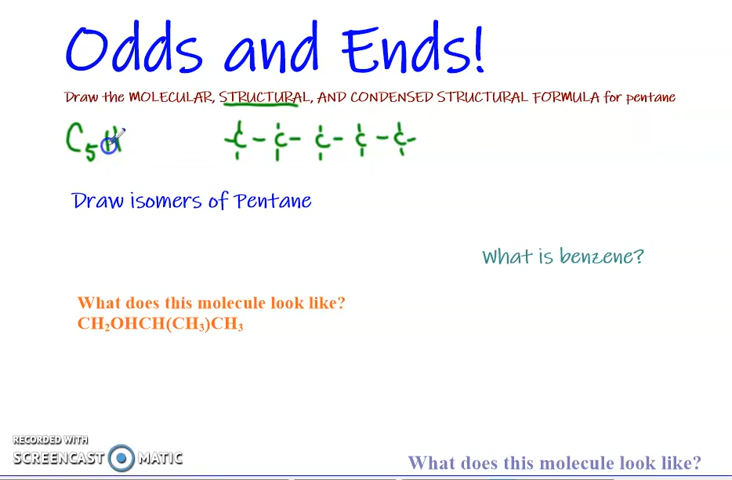 Odds and Ends!
Draw the MOLECULAR, STRUCTURAL, AND CONDENSED STRUCTURAL FORMULA for pentane
C₅H -C-C-C-C-C-
Draw isomers of Pentane
What is benzene?
What does this molecule look like?
CH₂OHCH(CH₃)CH₃
RECORDED WITH
SCREENCAST MATIC
What does this molecule look like?